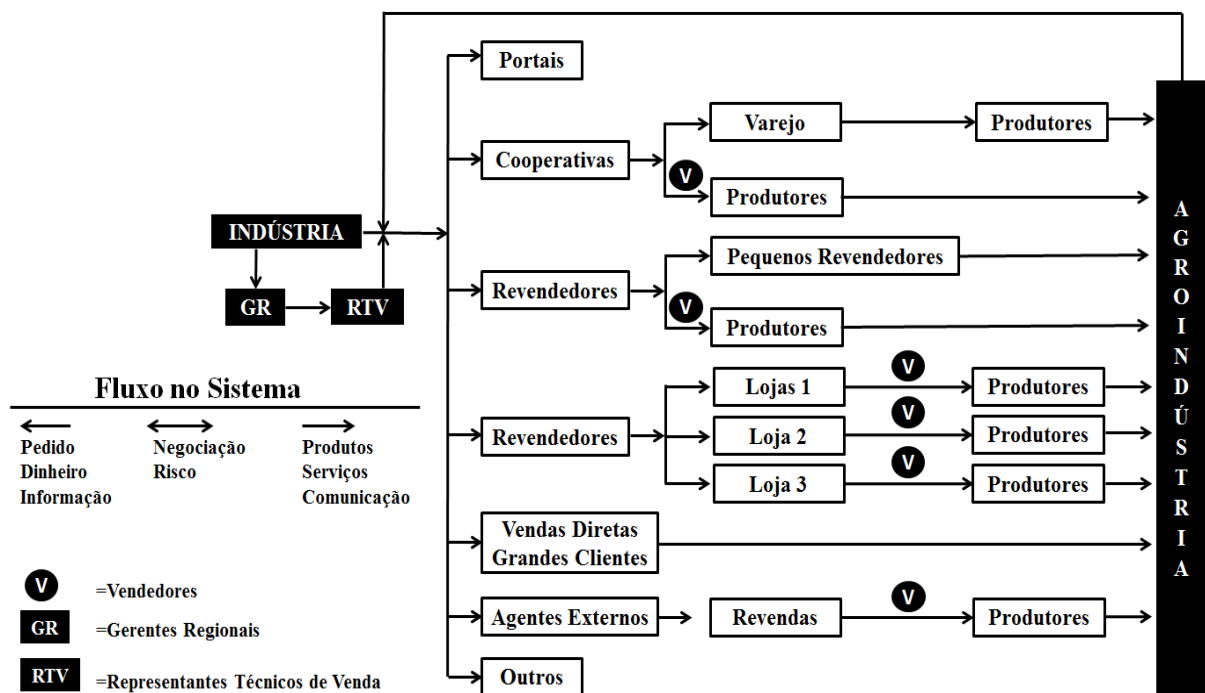 Portais
Varejo
Produtores
Cooperativas
V
Produtores
INDÚSTRIA
GR
RTV
Pequenos Revendedores
Revendedores
V
Produtores
Lojas 1
V
Produtores
Revendedores
Loja 2
V
Produtores
Loja 3
V
Produtores
Vendas Diretas
Grandes Clientes
Agentes Externos
Revendas
V
Produtores
Outros
AGROINDÚSTRIA
Fluxo no Sistema
Pedido
Dinheiro
Informação
Negociação
Risco
Produtos
Serviços
Comunicação
V =Vendedores
GR =Gerentes Regionais
RTV =Representantes Técnicos de Venda